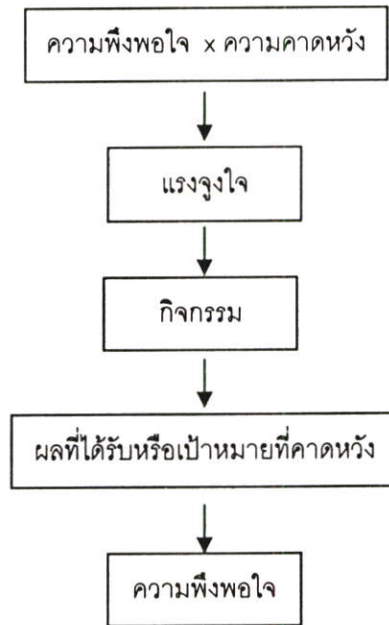 ความพึงพอใจ x ความคาดหวัง
แรงจูงใจ
กิจกรรม
ผลที่ได้รับหรือเป้าหมายที่คาดหวัง
ความพึงพอใจ